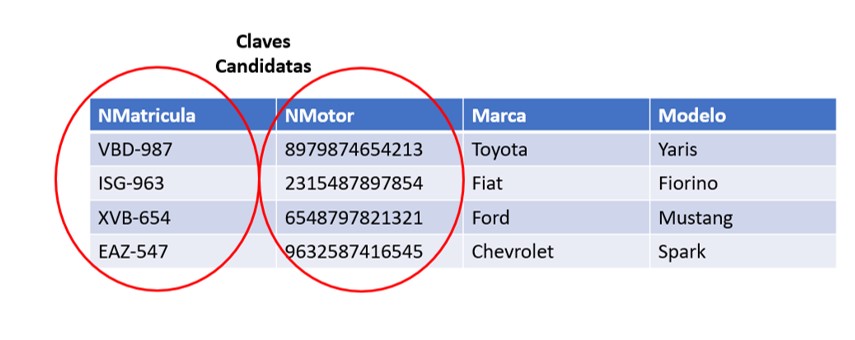 Claves
Candidatas
NMatricula NMotor Marca Modelo
VBD-987 8979874654213 Toyota Yaris
ISG-963 2315487897854 Fiat Fiorino
XVB-654 6548797821321 Ford Mustang
EAZ-547 9632587416545 Chevrolet Spark